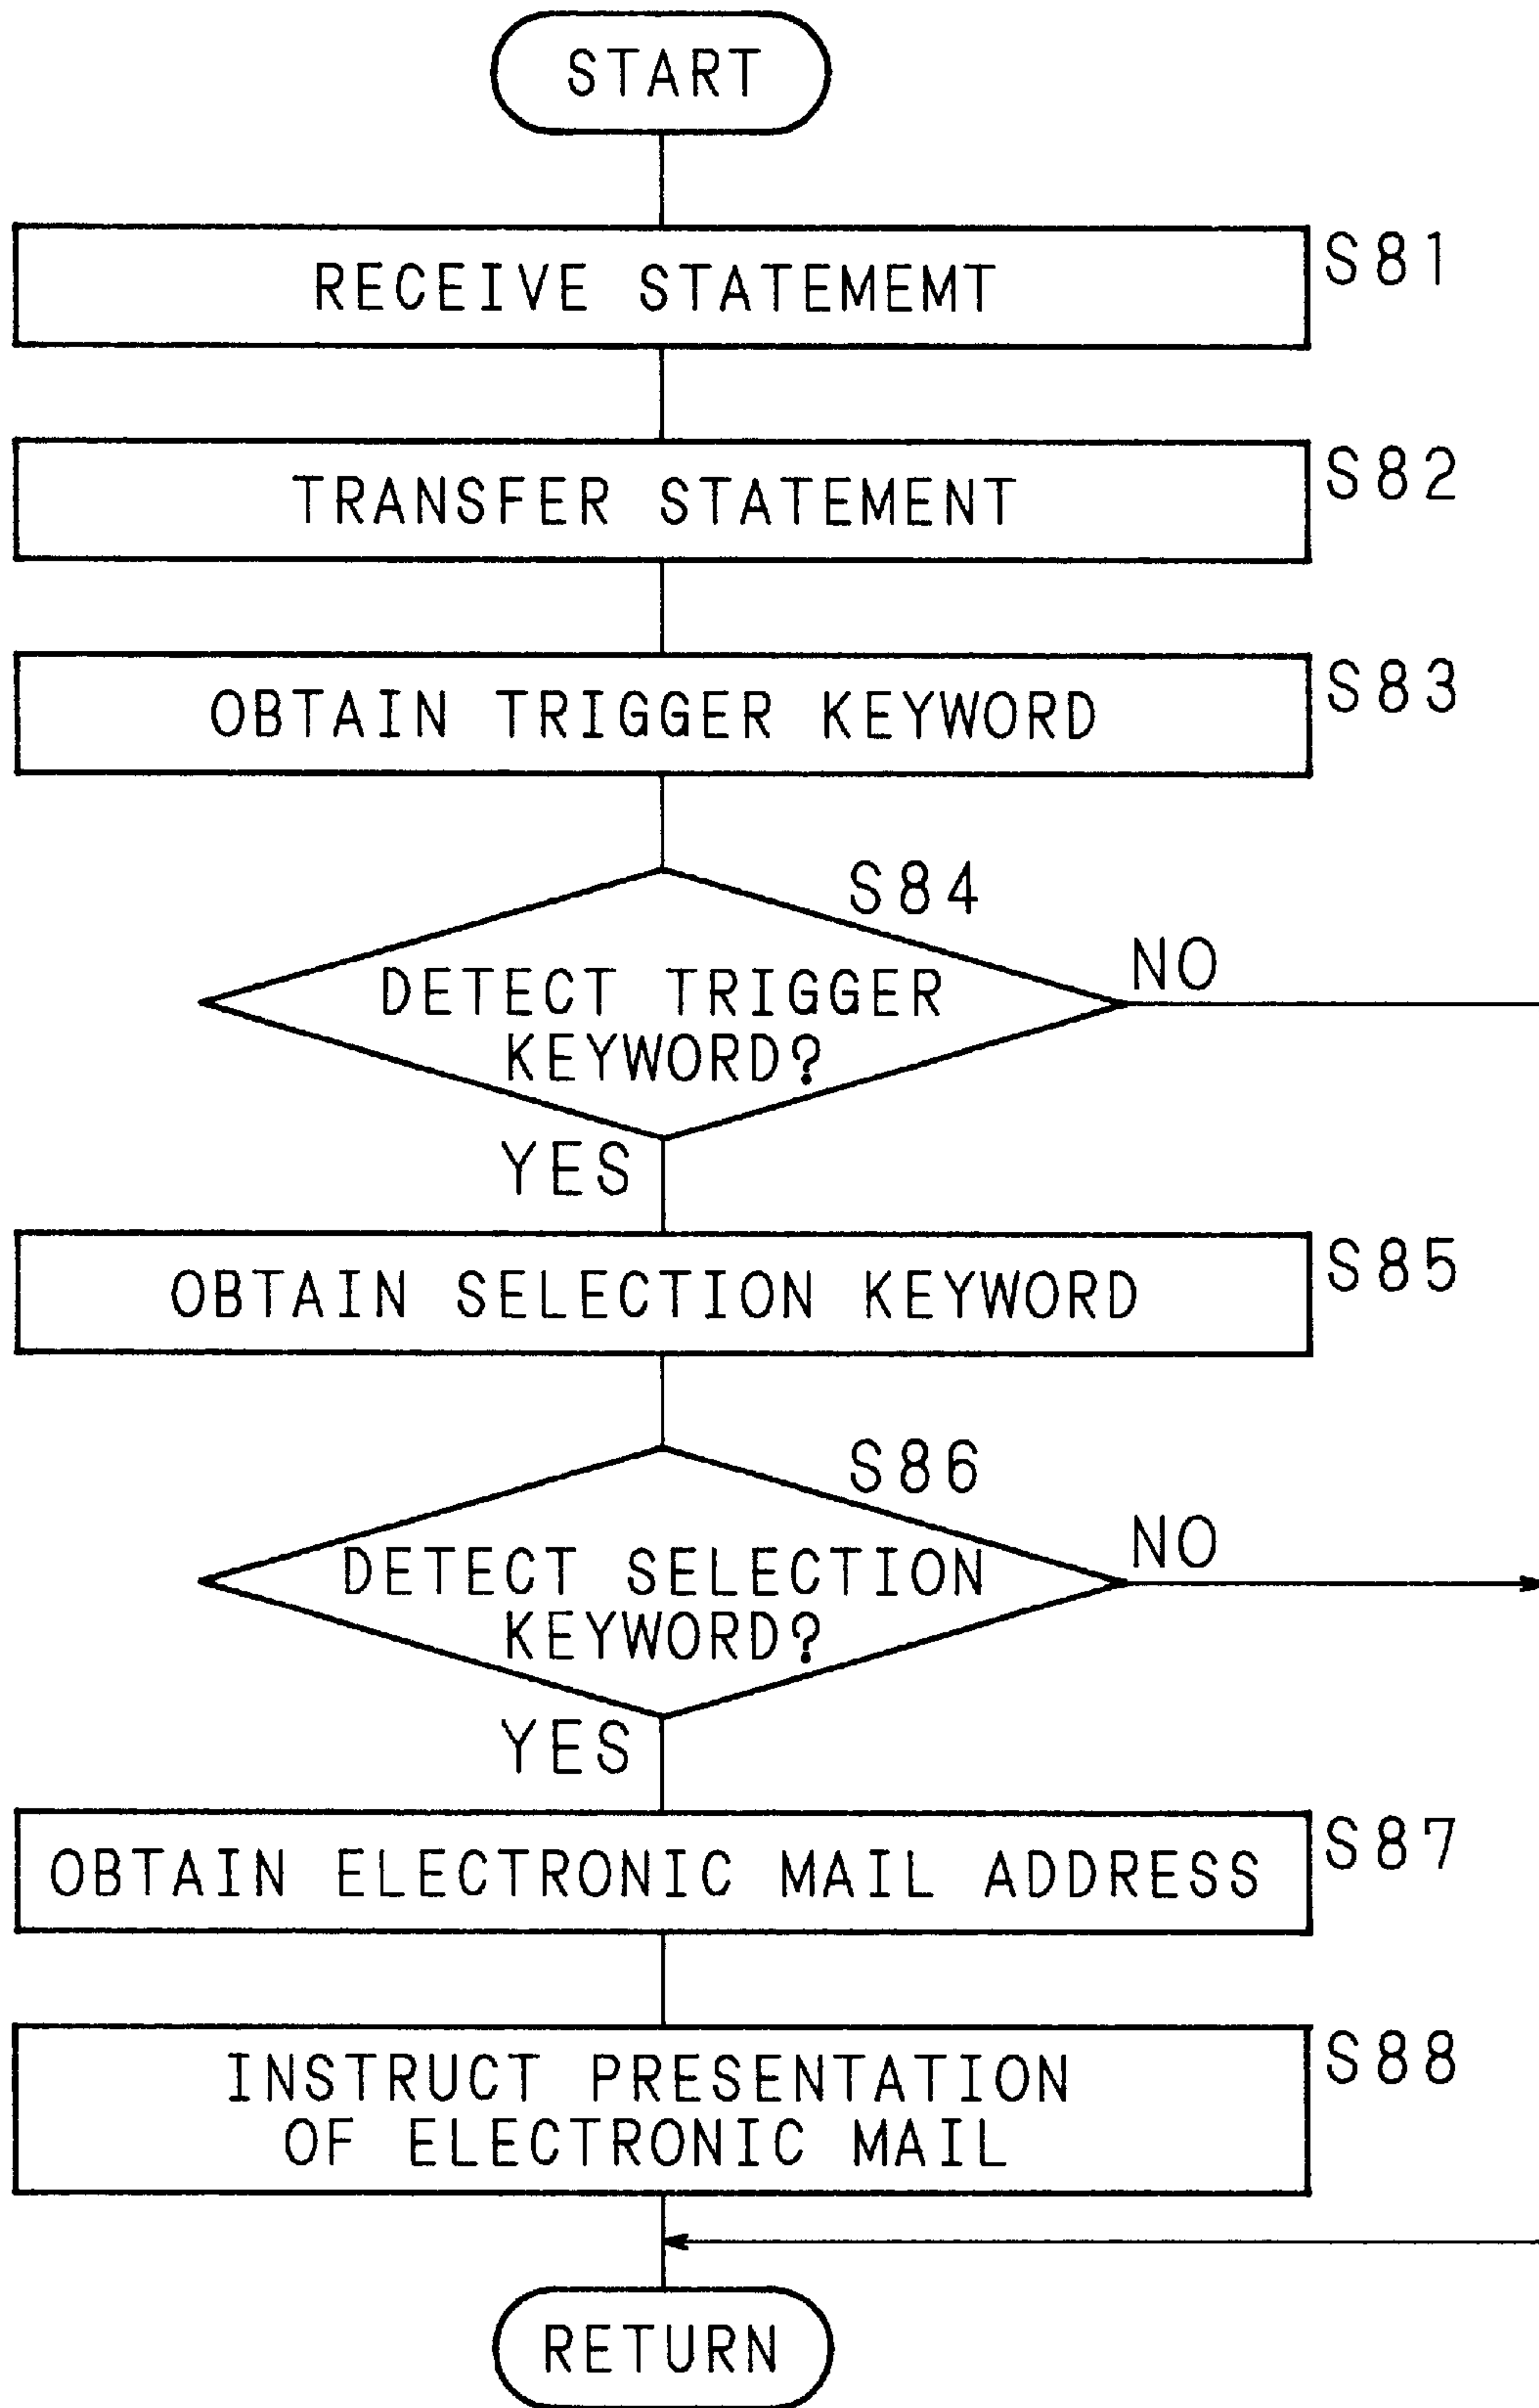 START
RECEIVE STATEMEMT
S81
TRANSFER STATEMENT
S82
OBTAIN TRIGGER KEYWORD
S83
S84
DETECT TRIGGER
KEYWORD?
NO
YES
OBTAIN SELECTION KEYWORD
S85
S86
DETECT SELECTION
KEYWORD?
NO
YES
OBTAIN ELECTRONIC MAIL ADDRESS
S87
INSTRUCT PRESENTATION
OF ELECTRONIC MAIL
S88
RETURN